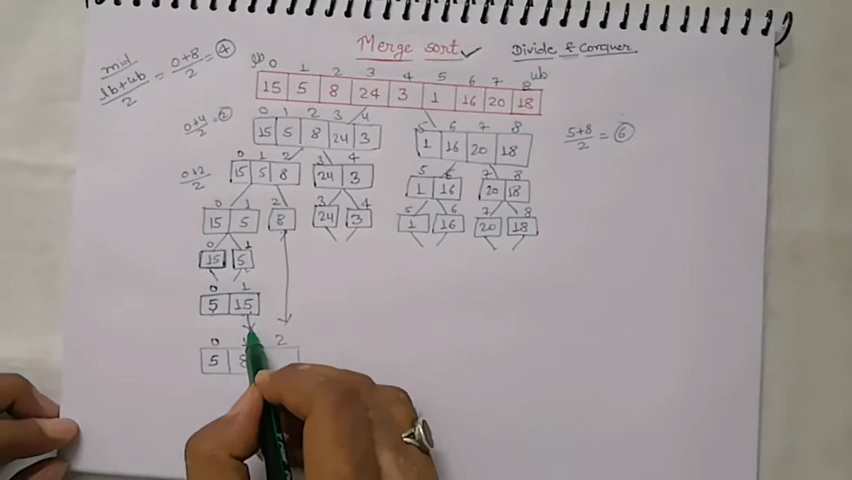 Merge sort ✓ Divide & Conquer
mid
lb+ub/2 = 0+8/2 = 4
lb 0 1 2 3 4 5 6 7 8 ub
15 5 8 24 3 1 16 20 18
0+4/2 = 2
0 1 2 3 4 5 6 7 8
15 5 8 24 3 1 16 20 18
5+8/2 = 6
0+2/2
0 1 2 3 4 5 6 7 8
15 5 8 24 3 1 16 20 18
0 1 2 3 4 5 6 7 8
15 5 8 24 3 1 16 20 18
0 1
15 5
0 1
5 15
0 1 2
5 8